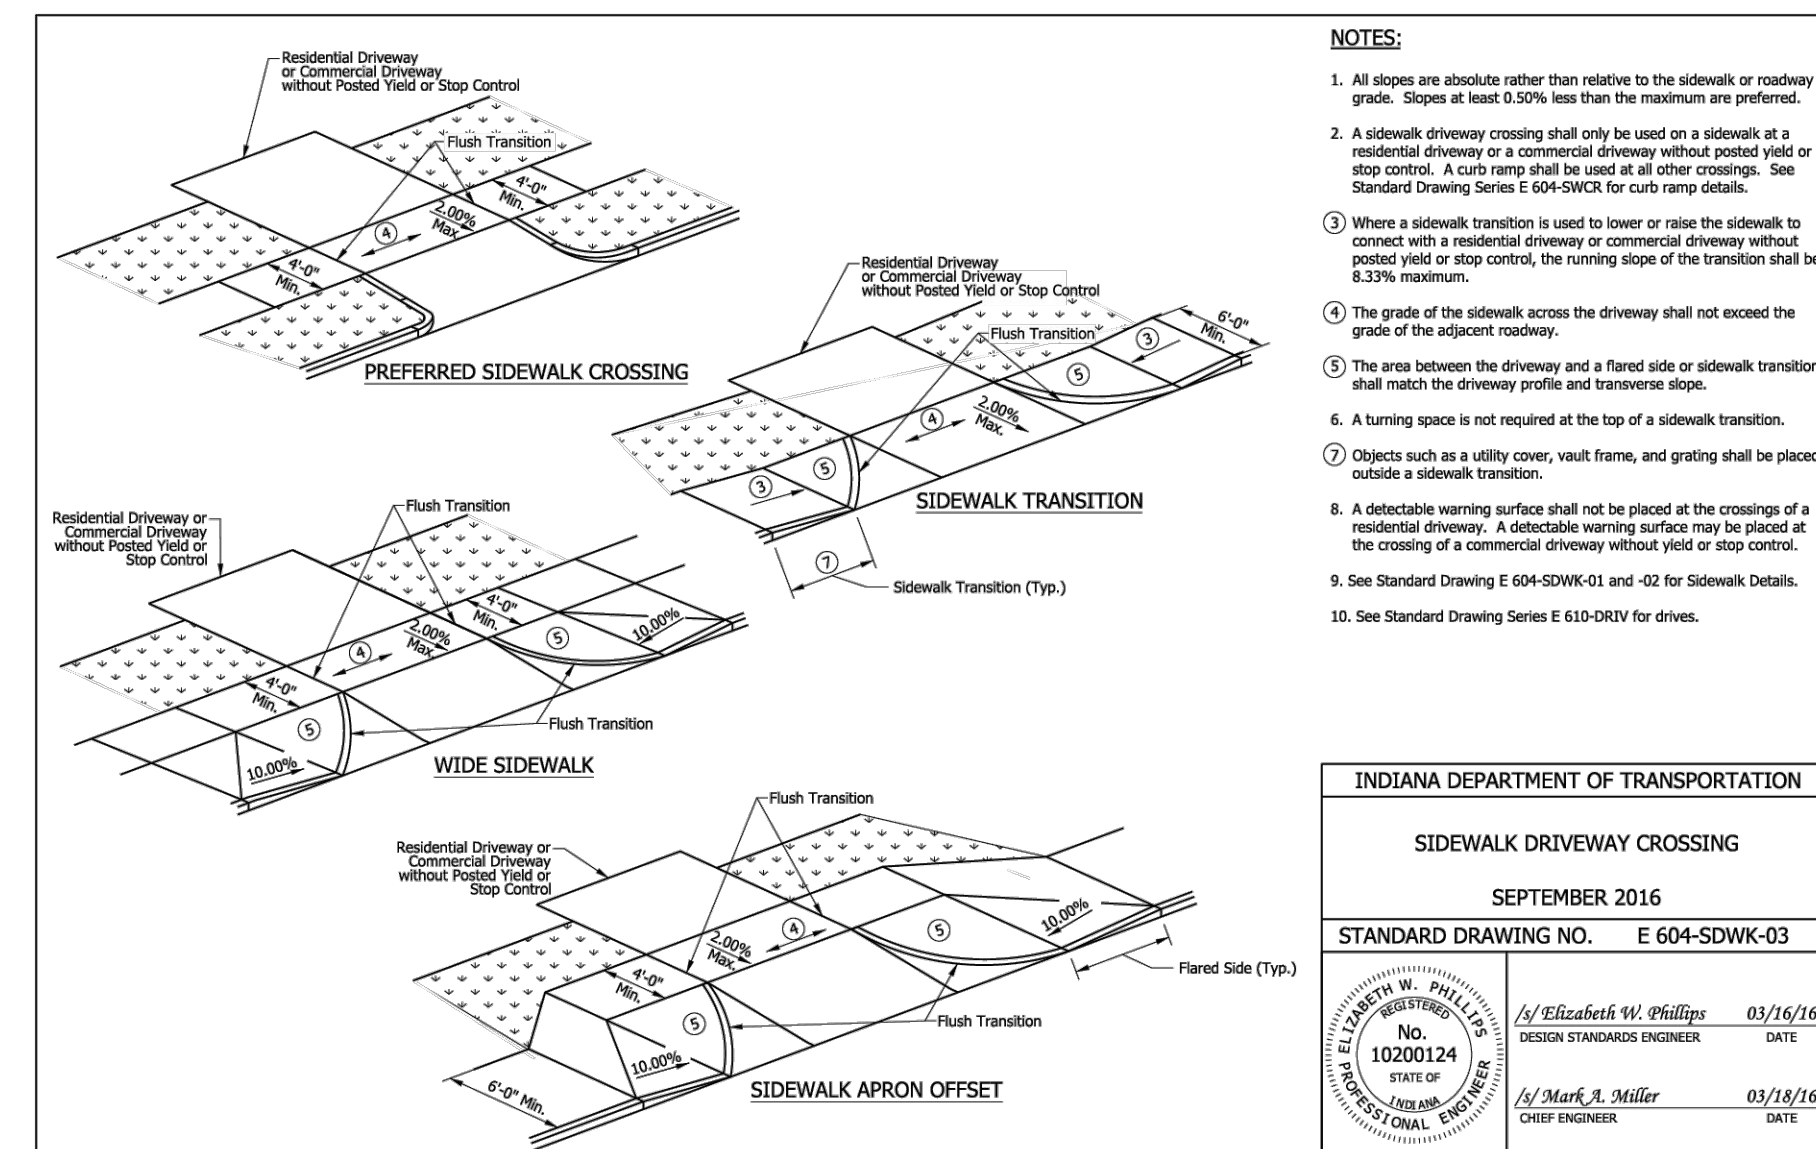 Residential Driveway
or Commercial Driveway
without Posted Yield or Stop Control
Flush Transition
4'-0"
Min.
2.00%
Max.
4
4'-0"
Min.
PREFERRED SIDEWALK CROSSING
Residential Driveway
or Commercial Driveway
without Posted Yield or Stop Control
Flush Transition
6'-0"
Min.
3
5
2.00%
Max.
4
5
3
SIDEWALK TRANSITION
7
Sidewalk Transition (Typ.)
Residential Driveway or
Commercial Driveway
without Posted Yield or
Stop Control
Flush Transition
4'-0"
Min.
10.00%
5
2.00%
Max.
4
4'-0"
Min.
5
10.00%
Flush Transition
WIDE SIDEWALK
Residential Driveway or
Commercial Driveway
without Posted Yield or
Stop Control
Flush Transition
10.00%
5
4
2.00%
Max.
4'-0"
Min.
5
10.00%
Flared Side (Typ.)
Flush Transition
6'-0" Min.
SIDEWALK APRON OFFSET
NOTES:
1. All slopes are absolute rather than relative to the sidewalk or roadway
grade. Slopes at least 0.50% less than the maximum are preferred.
2. A sidewalk driveway crossing shall only be used on a sidewalk at a
residential driveway or a commercial driveway without posted yield or
stop control. A curb ramp shall be used at all other crossings. See
Standard Drawing Series E 604-SWCR for curb ramp details.
3 Where a sidewalk transition is used to lower or raise the sidewalk to
connect with a residential driveway or commercial driveway without
posted yield or stop control, the running slope of the transition shall be
8.33% maximum.
4 The grade of the sidewalk across the driveway shall not exceed the
grade of the adjacent roadway.
5 The area between the driveway and a flared side or sidewalk transition
shall match the driveway profile and transverse slope.
6. A turning space is not required at the top of a sidewalk transition.
7 Objects such as a utility cover, vault frame, and grating shall be placed
outside a sidewalk transition.
8. A detectable warning surface shall not be placed at the crossings of a
residential driveway. A detectable warning surface may be placed at
the crossing of a commercial driveway without yield or stop control.
9. See Standard Drawing E 604-SDWK-01 and -02 for Sidewalk Details.
10. See Standard Drawing Series E 610-DRIV for drives.
INDIANA DEPARTMENT OF TRANSPORTATION
SIDEWALK DRIVEWAY CROSSING
SEPTEMBER 2016
STANDARD DRAWING NO. E 604-SDWK-03
ELIZABETH W. PHILLIPS
REGISTERED
No.
10200124
STATE OF
INDIANA
PROFESSIONAL ENGINEER
/s/ Elizabeth W. Phillips 03/16/16
DESIGN STANDARDS ENGINEER DATE
/s/ Mark A. Miller 03/18/16
CHIEF ENGINEER DATE